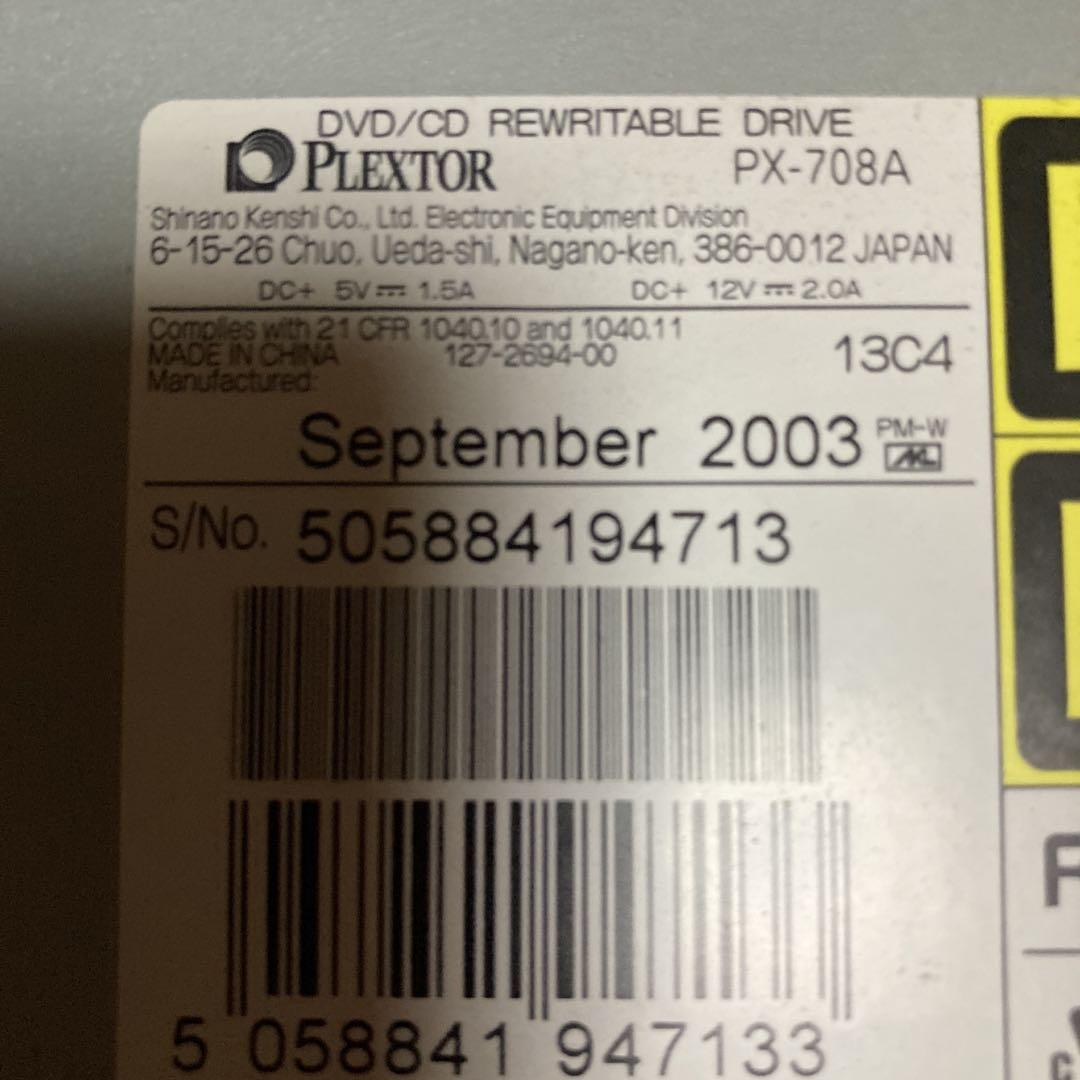 DVD/CD REWRITABLE DRIVE
PLEXTOR PX-708A
Shinano Kenshi Co., Ltd. Electronic Equipment Division
6-15-26 Chuo, Ueda-shi, Nagano-ken, 386-0012 JAPAN
DC+ 5V⎓1.5A DC+ 12V⎓2.0A
Complies with 21 CFR 1040.10 and 1040.11
MADE IN CHINA 127-2694-00 13C4
Manufactured:
September 2003 PM-W
S/No. 505884194713
5 058841 947133